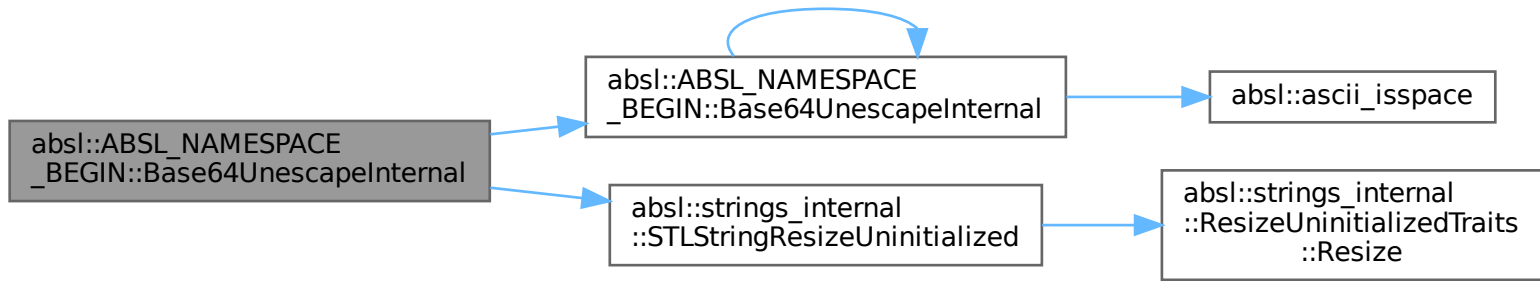 absl::ABSL_NAMESPACE
_BEGIN::Base64UnescapeInternal
absl::ABSL_NAMESPACE
_BEGIN::Base64UnescapeInternal
absl::ascii_isspace
absl::strings_internal
::STLStringResizeUninitialized
absl::strings_internal
::ResizeUninitializedTraits
::Resize